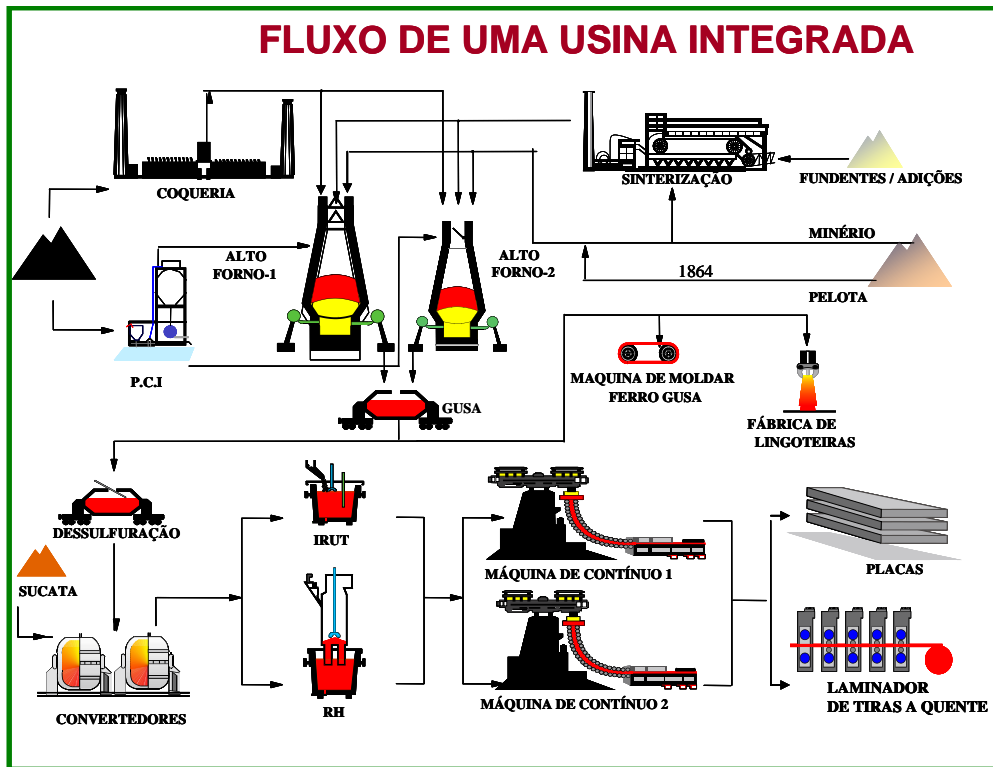 FLUXO DE UMA USINA INTEGRADA
COQUERIA
SINTERIZAÇÃO
FUNDENTES / ADIÇÕES
ALTO
FORNO-1
ALTO
FORNO-2
MINÉRIO
1864
PELOTA
P.C.I
GUSA
MAQUINA DE MOLDAR
FERRO GUSA
FÁBRICA DE
LINGOTEIRAS
DESSULFURAÇÃO
SUCATA
CONVERTEDORES
IRUT
RH
MÁQUINA DE CONTÍNUO 1
MÁQUINA DE CONTÍNUO 2
PLACAS
LAMINADOR
DE TIRAS A QUENTE